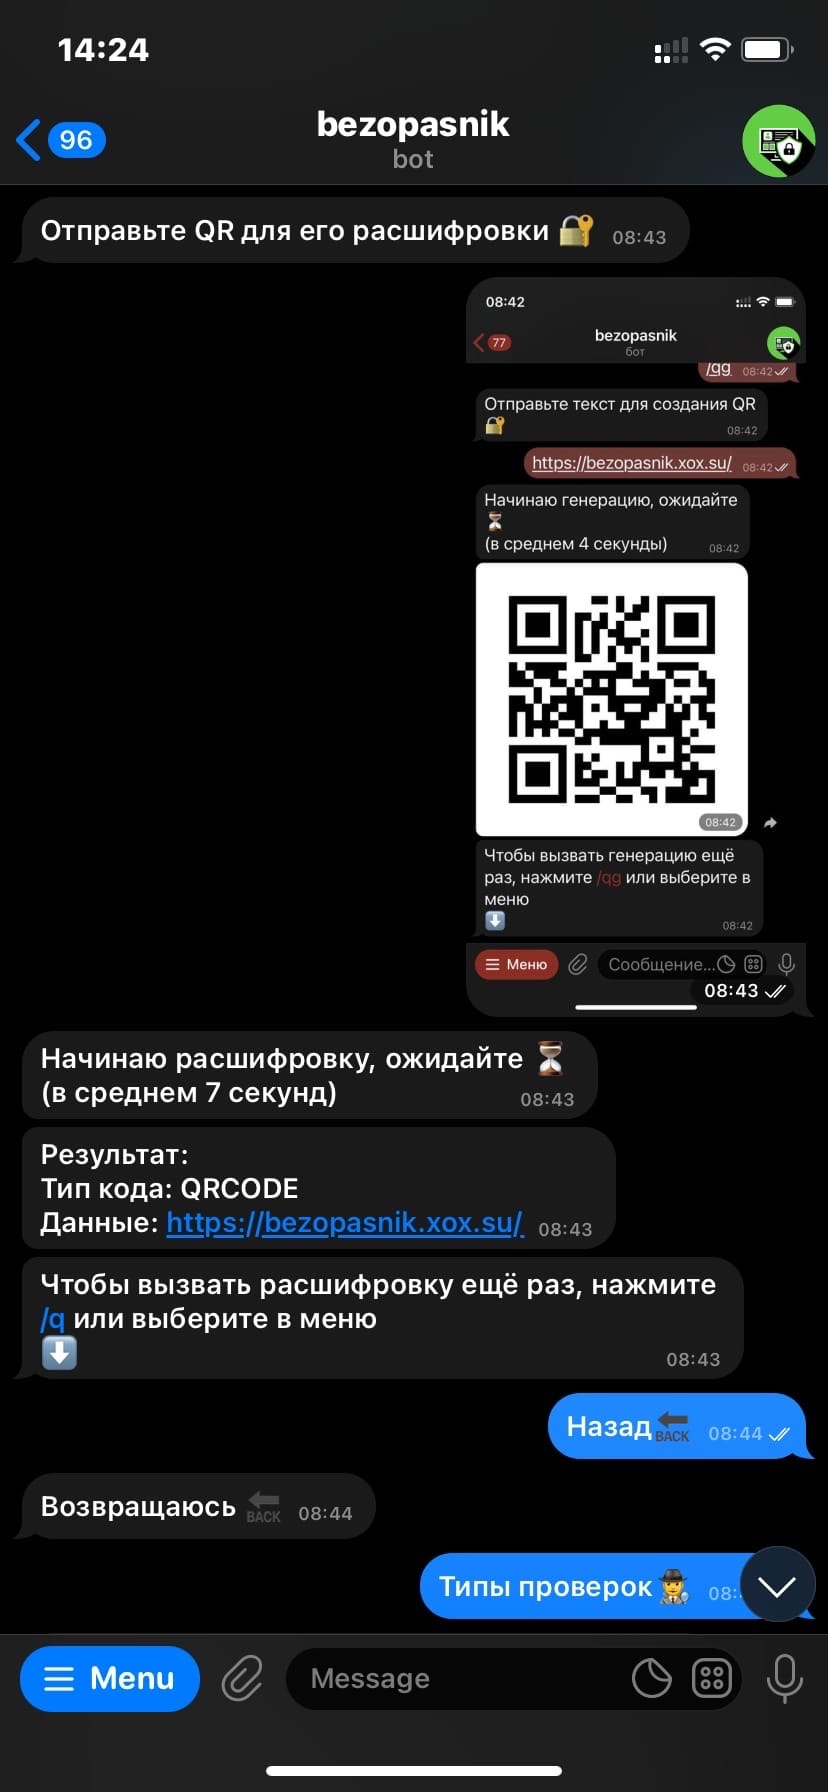 14:24
96
bezopasnik
bot
Отправьте QR для его расшифровки 🔐 08:43
08:42
77
bezopasnik
бот
/qg 08:42
Отправьте текст для создания QR
🔐 08:42
https://bezopasnik.xox.su/ 08:42
Начинаю генерацию, ожидайте
⏳
(в среднем 4 секунды) 08:42
08:42
Чтобы вызвать генерацию ещё
раз, нажмите /qg или выберите в
меню
⬇️ 08:42
Меню Сообщение...
08:43
Начинаю расшифровку, ожидайте ⏳
(в среднем 7 секунд) 08:43
Результат:
Тип кода: QRCODE
Данные: https://bezopasnik.xox.su/ 08:43
Чтобы вызвать расшифровку ещё раз, нажмите
/q или выберите в меню
⬇️ 08:43
Назад🔙 08:44
Возвращаюсь 🔙 08:44
Типы проверок🕵️ 08:
Menu Message